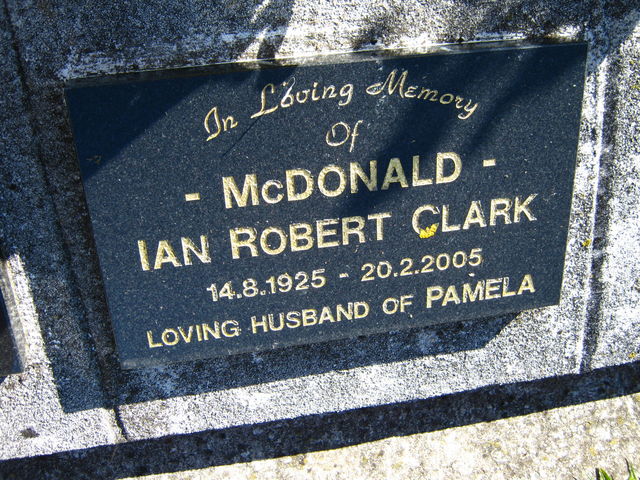 In Loving Memory
Of
- McDONALD -
IAN ROBERT CLARK
14.8.1925 - 20.2.2005
LOVING HUSBAND OF PAMELA